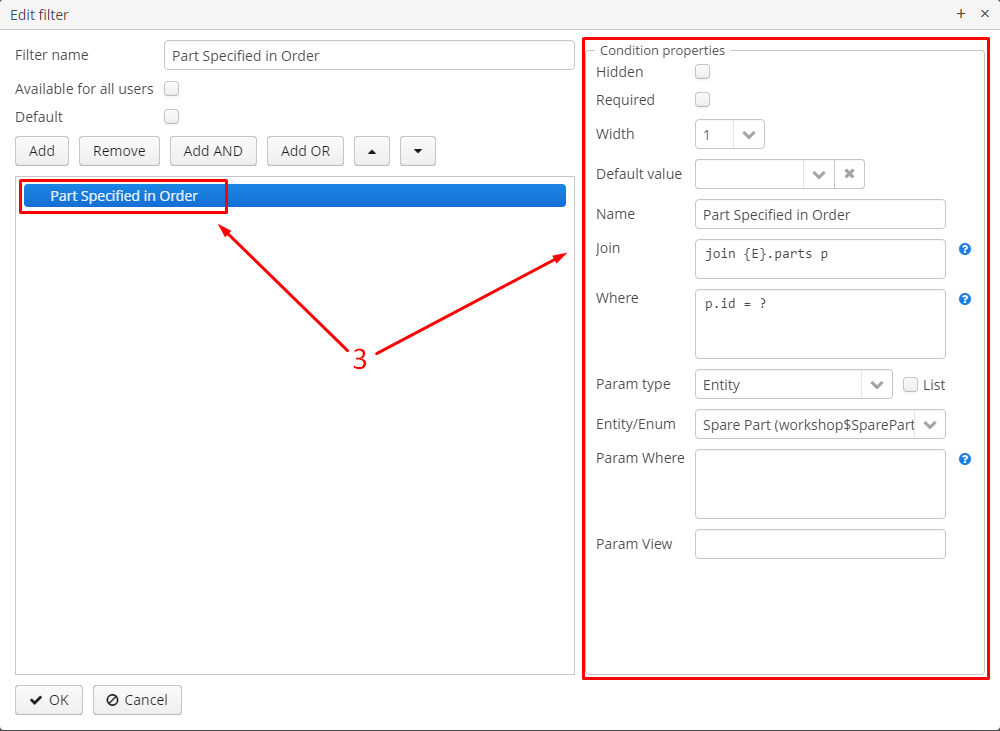 Edit filter
Filter name
Part Specified in Order
Available for all users
Default
Add Remove Add AND Add OR
Part Specified in Order
3
OK Cancel
Condition properties
Hidden
Required
Width 1
Default value
Name Part Specified in Order
Join join {E}.parts p
Where p.id = ?
Param type Entity List
Entity/Enum Spare Part (workshop$SparePart
Param Where
Param View